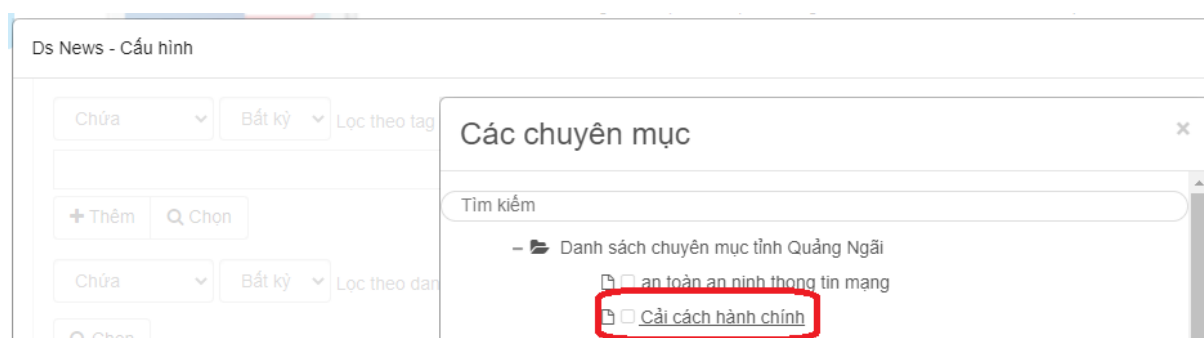 Ds News - Cấu hình
Chứa Bất kỳ Lọc theo tag
Các chuyên mục
×
Tìm kiếm
+ Thêm Chọn
– Danh sách chuyên mục tỉnh Quảng Ngãi
Chứa Bất kỳ Lọc theo dan
an toàn an ninh thong tin mạng
Cải cách hành chính
Chọn